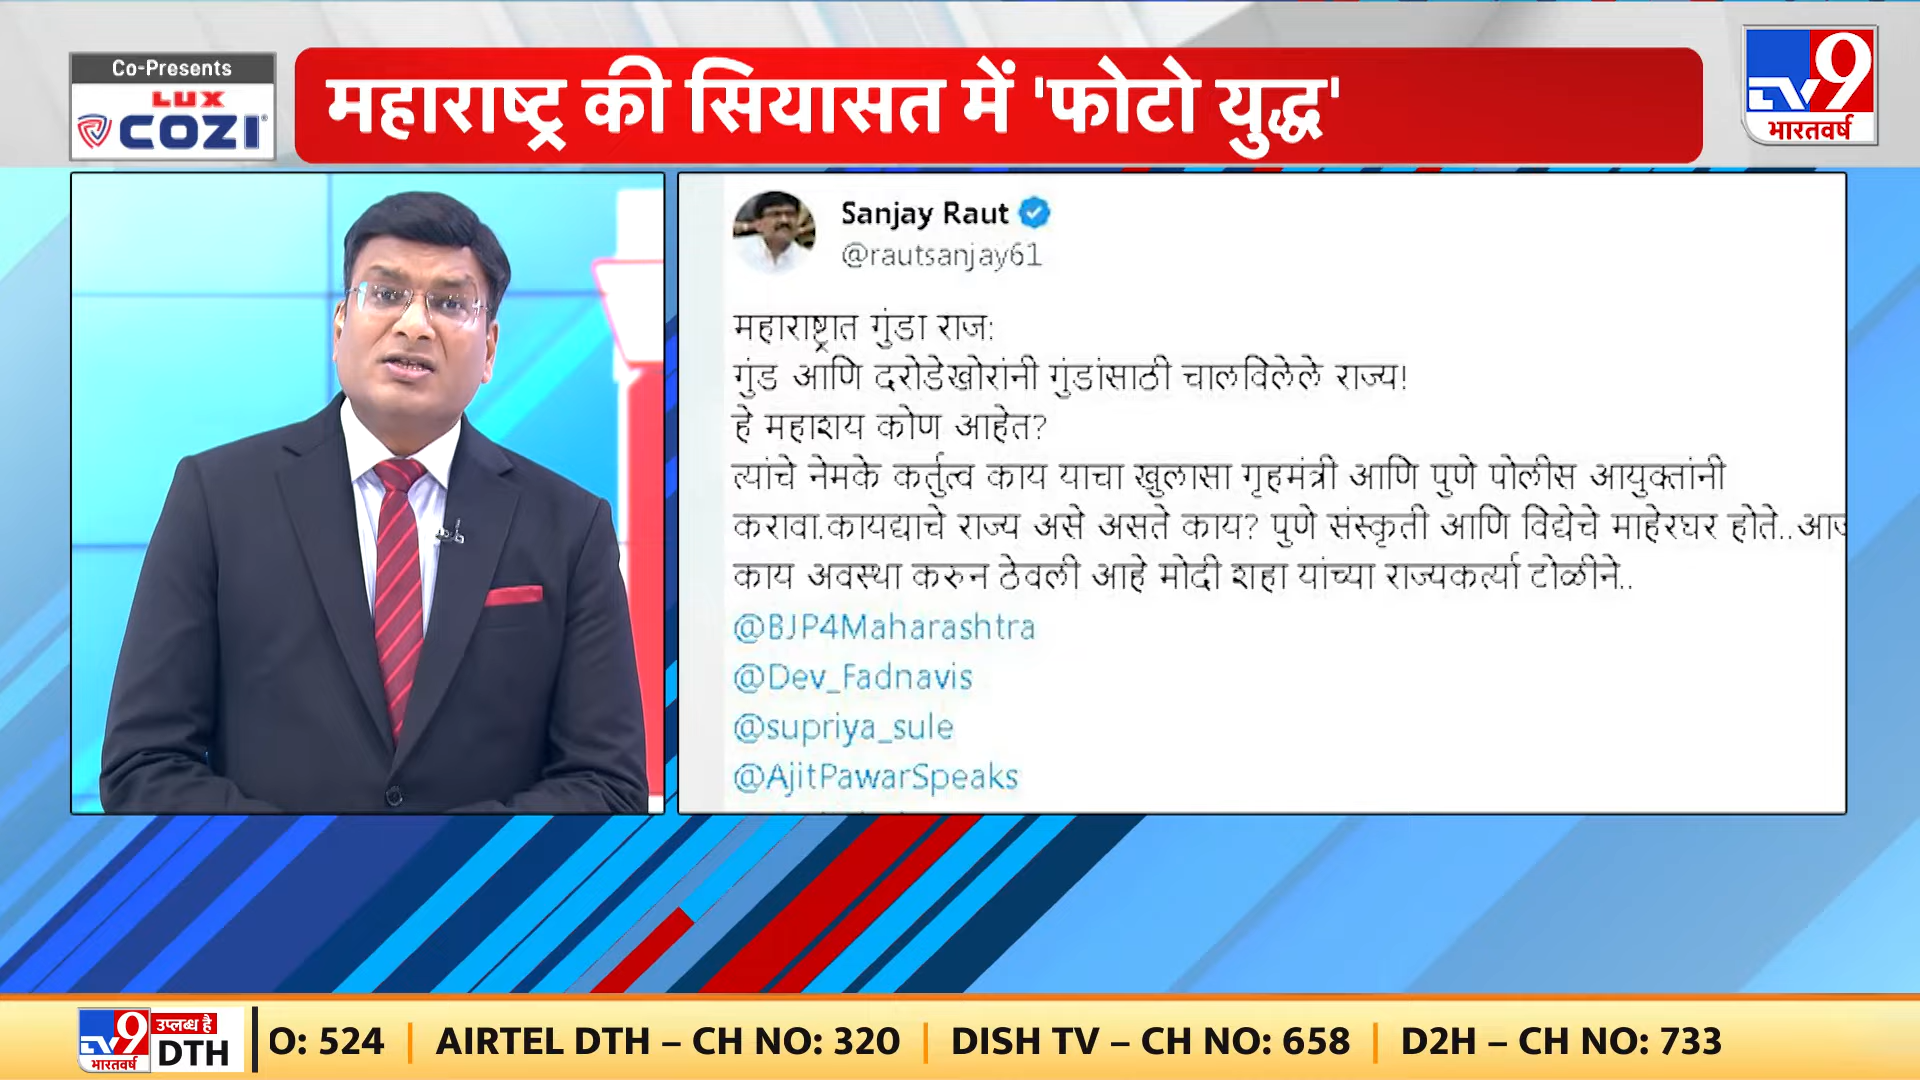 Co-Presents
LUX
COZI
महाराष्ट्र की सियासत में 'फोटो युद्ध'
TV9
भारतवर्ष
Sanjay Raut
@rautsanjay61
महाराष्ट्रात गुंडा राज:
गुंड आणि दरोडेखोरांनी गुंडांसाठी चालविलेले राज्य!
हे महाशय कोण आहेत?
त्यांचे नेमके कर्तुत्व काय याचा खुलासा गृहमंत्री आणि पुणे पोलीस आयुक्तांनी
करावा.कायद्याचे राज्य असे असते काय? पुणे संस्कृती आणि विद्येचे माहेरघर होते..
काय अवस्था करुन ठेवली आहे मोदी शहा यांच्या राज्यकर्त्या टोळीने..
@BJP4Maharashtra
@Dev_Fadnavis
@supriya_sule
@AjitPawarSpeaks
TV9 भारतवर्ष उपलब्ध है DTH
O: 524 | AIRTEL DTH – CH NO: 320 | DISH TV – CH NO: 658 | D2H – CH NO: 733